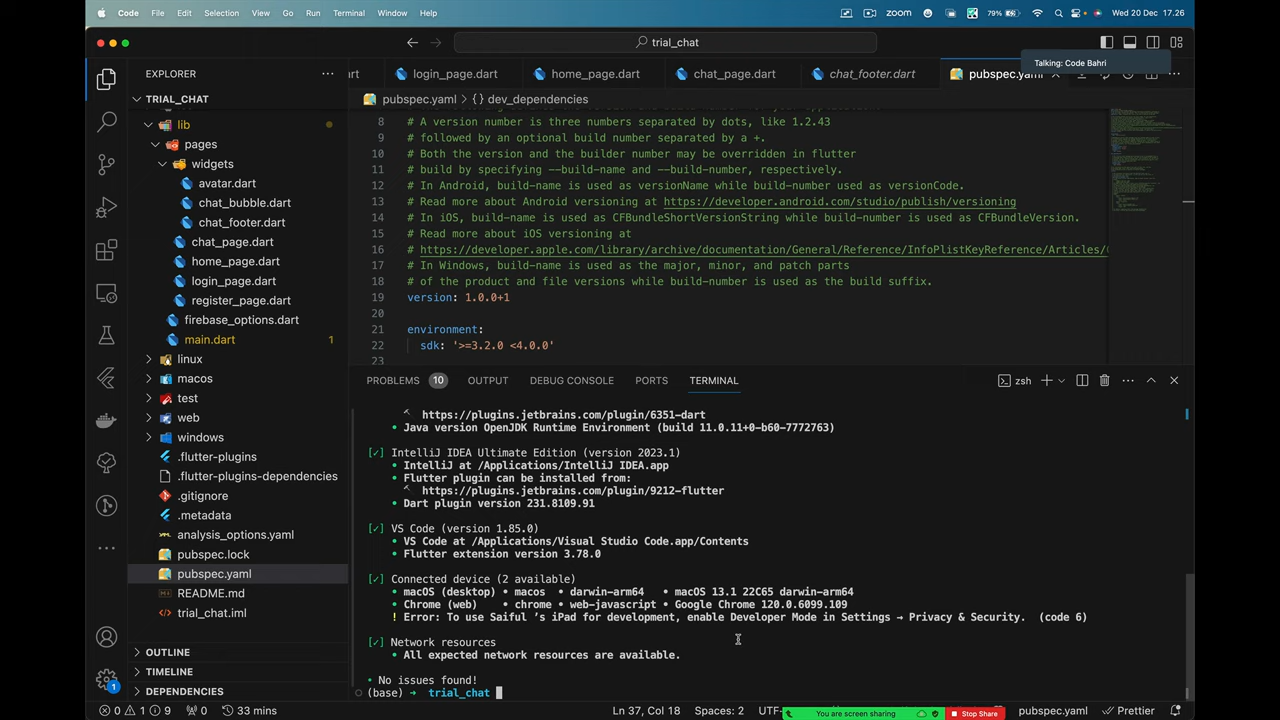 Code File Edit Selection View Go Run Terminal Window Help zoom 79% Wed 20 Dec 17.26
trial_chat
Talking: Code Bahri
EXPLORER
login_page.dart home_page.dart chat_page.dart chat_footer.dart pubspec.yaml
pubspec.yaml > {} dev_dependencies
TRIAL_CHAT
lib
pages
widgets
avatar.dart
chat_bubble.dart
chat_footer.dart
chat_page.dart
home_page.dart
login_page.dart
register_page.dart
firebase_options.dart
main.dart 1
linux
macos
test
web
windows
.flutter-plugins
.flutter-plugins-dependencies
.gitignore
.metadata
analysis_options.yaml
pubspec.lock
pubspec.yaml
README.md
trial_chat.iml
OUTLINE
TIMELINE
DEPENDENCIES
8 # A version number is three numbers separated by dots, like 1.2.43
9 # followed by an optional build number separated by a +.
10 # Both the version and the builder number may be overridden in flutter
11 # build by specifying --build-name and --build-number, respectively.
12 # In Android, build-name is used as versionName while build-number used as versionCode.
13 # Read more about Android versioning at https://developer.android.com/studio/publish/versioning
14 # In iOS, build-name is used as CFBundleShortVersionString while build-number is used as CFBundleVersion.
15 # Read more about iOS versioning at
16 # https://developer.apple.com/library/archive/documentation/General/Reference/InfoPlistKeyReference/Articles/
17 # In Windows, build-name is used as the major, minor, and patch parts
18 # of the product and file versions while build-number is used as the build suffix.
19 version: 1.0.0+1
20
21 environment:
22 sdk: '>=3.2.0 <4.0.0'
23
PROBLEMS 10 OUTPUT DEBUG CONSOLE PORTS TERMINAL zsh
https://plugins.jetbrains.com/plugin/6351-dart
• Java version OpenJDK Runtime Environment (build 11.0.11+0-b60-7772763)
[✓] IntelliJ IDEA Ultimate Edition (version 2023.1)
• IntelliJ at /Applications/IntelliJ IDEA.app
• Flutter plugin can be installed from:
https://plugins.jetbrains.com/plugin/9212-flutter
• Dart plugin version 231.8109.91
[✓] VS Code (version 1.85.0)
• VS Code at /Applications/Visual Studio Code.app/Contents
• Flutter extension version 3.78.0
[✓] Connected device (2 available)
• macOS (desktop) • macos • darwin-arm64 • macOS 13.1 22C65 darwin-arm64
• Chrome (web) • chrome • web-javascript • Google Chrome 120.0.6099.109
! Error: To use Saiful 's iPad for development, enable Developer Mode in Settings → Privacy & Security. (code 6)
[✓] Network resources
• All expected network resources are available.
• No issues found!
(base) → trial_chat
1
0 1 9 0 33 mins Ln 37, Col 18 Spaces: 2 You are screen sharing Stop Share pubspec.yaml Prettier